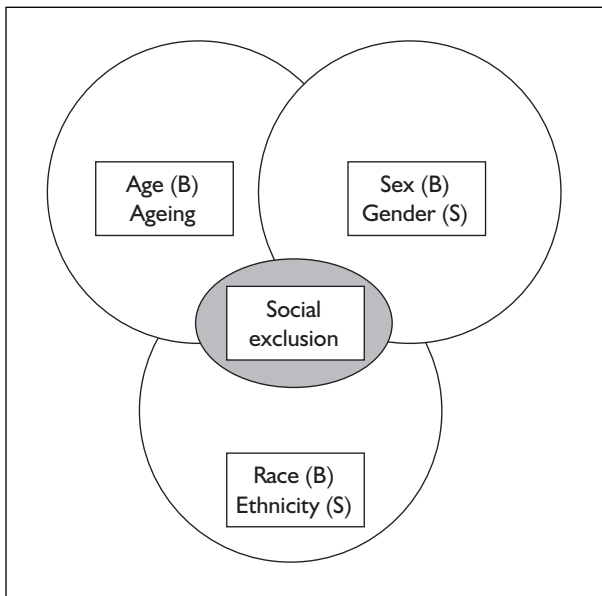 Age (B)
Ageing
Sex (B)
Gender (S)
Social
exclusion
Race (B)
Ethnicity (S)